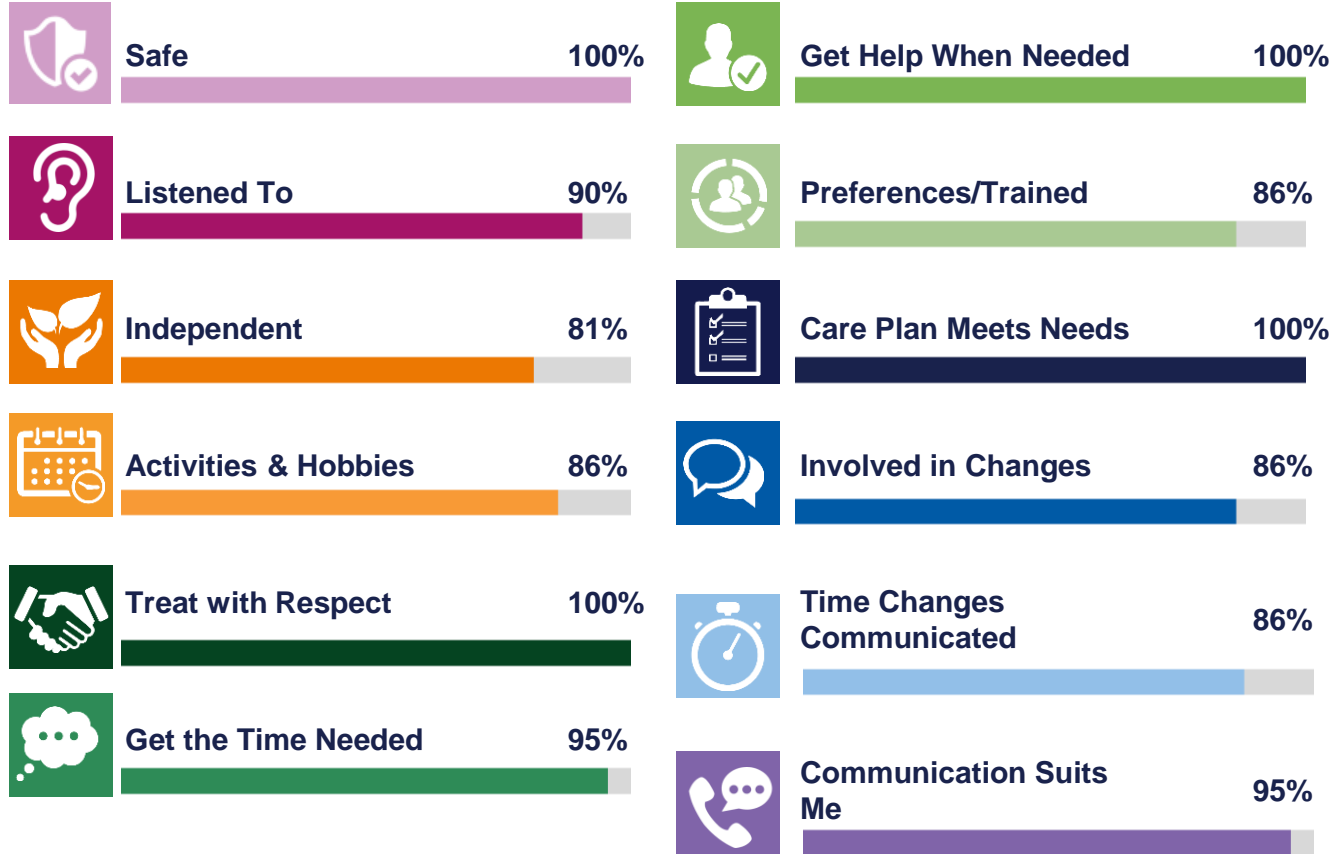 Safe 100%
Listened To 90%
Independent 81%
Activities & Hobbies 86%
Treat with Respect 100%
Get the Time Needed 95%
Get Help When Needed 100%
Preferences/Trained 86%
Care Plan Meets Needs 100%
Involved in Changes 86%
Time Changes
Communicated 86%
Communication Suits
Me 95%